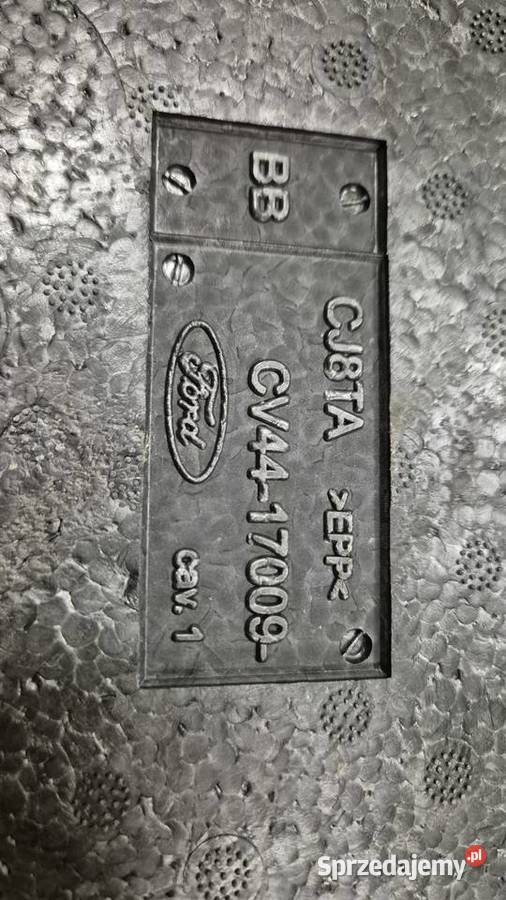 CJ8TA >EPP<
CV44-17009-
BB
Ford
cav. 1
Sprzedajemy.pl